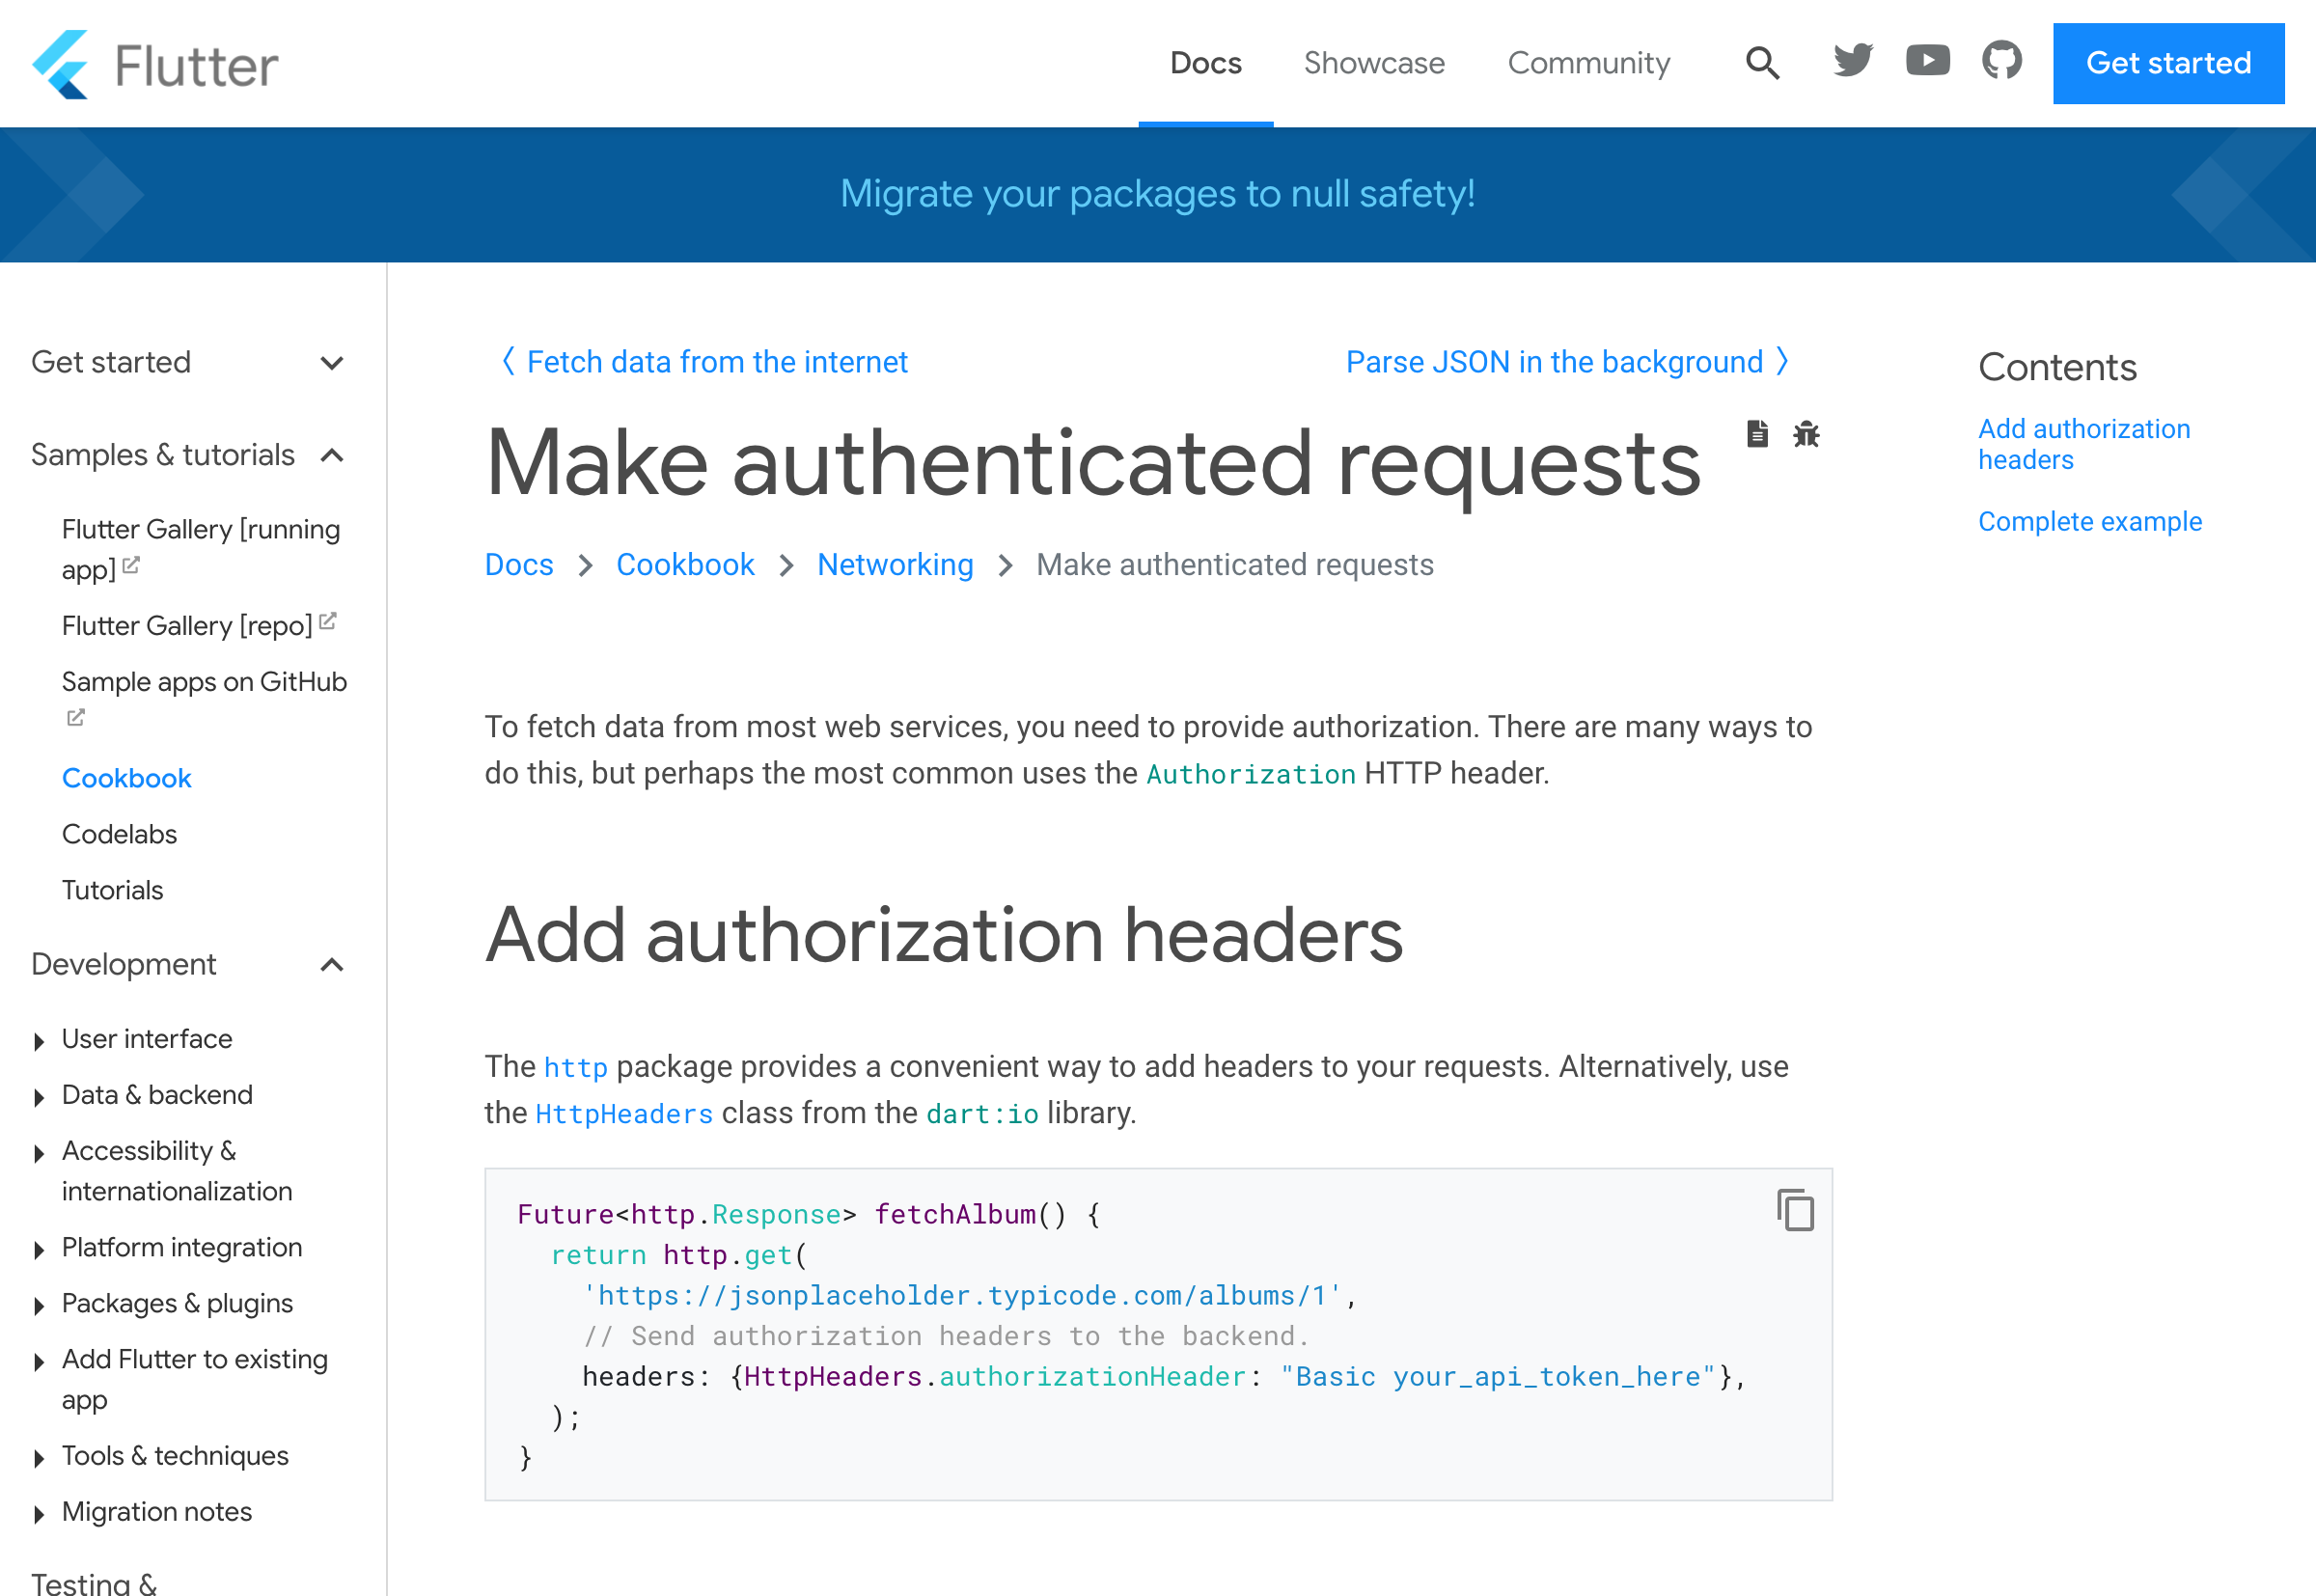 Flutter
Docs
Showcase
Community
Get started
Migrate your packages to null safety!
Get started
Samples & tutorials
Flutter Gallery [running
app]
Flutter Gallery [repo]
Sample apps on GitHub
Cookbook
Codelabs
Tutorials
Development
User interface
Data & backend
Accessibility &
internationalization
Platform integration
Packages & plugins
Add Flutter to existing
app
Tools & techniques
Migration notes
Testing &
〈 Fetch data from the internet
Parse JSON in the background 〉
Make authenticated requests
Docs > Cookbook > Networking > Make authenticated requests
To fetch data from most web services, you need to provide authorization. There are many ways to
do this, but perhaps the most common uses the Authorization HTTP header.
Add authorization headers
The http package provides a convenient way to add headers to your requests. Alternatively, use
the HttpHeaders class from the dart:io library.
Future<http.Response> fetchAlbum() {
  return http.get(
    'https://jsonplaceholder.typicode.com/albums/1',
    // Send authorization headers to the backend.
    headers: {HttpHeaders.authorizationHeader: "Basic your_api_token_here"},
  );
}
Contents
Add authorization
headers
Complete example